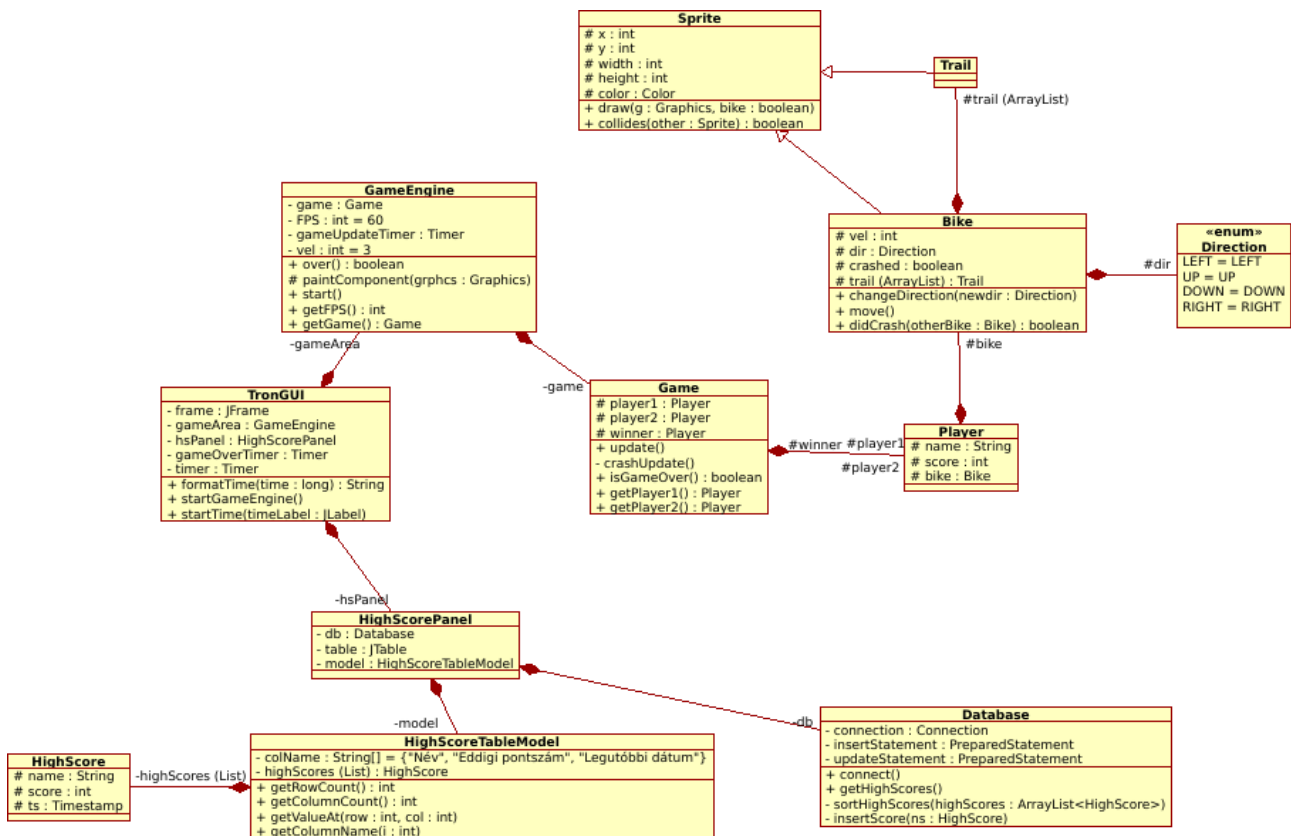 Sprite
# x : int
# y : int
# width : int
# height : int
# color : Color
+ draw(g : Graphics, bike : boolean)
+ collides(other : Sprite) : boolean
Trail
#trail (ArrayList)
GameEngine
- game : Game
- FPS : int = 60
- gameUpdateTimer : Timer
- vel : int = 3
+ over() : boolean
# paintComponent(grphcs : Graphics)
+ start()
+ getFPS() : int
+ getGame() : Game
Bike
# vel : int
# dir : Direction
# crashed : boolean
# trail (ArrayList) : Trail
+ changeDirection(newdir : Direction)
+ move()
+ didCrash(otherBike : Bike) : boolean
#dir
«enum»
Direction
LEFT = LEFT
UP = UP
DOWN = DOWN
RIGHT = RIGHT
-gameArea
#bike
-game
TronGUI
- frame : JFrame
- gameArea : GameEngine
- hsPanel : HighScorePanel
- gameOverTimer : Timer
- timer : Timer
+ formatTime(time : long) : String
+ startGameEngine()
+ startTime(timeLabel : JLabel)
Game
# player1 : Player
# player2 : Player
# winner : Player
+ update()
- crashUpdate()
+ isGameOver() : boolean
+ getPlayer1() : Player
+ getPlayer2() : Player
#winner #player1
#player2
Player
# name : String
# score : int
# bike : Bike
-hsPanel
HighScorePanel
- db : Database
- table : JTable
- model : HighScoreTableModel
-model
-db
HighScore
# name : String
# score : int
# ts : Timestamp
-highScores (List)
HighScoreTableModel
- colName : String[] = {"Név", "Eddigi pontszám", "Legutóbbi dátum"}
- highScores (List) : HighScore
+ getRowCount() : int
+ getColumnCount() : int
+ getValueAt(row : int, col : int)
+ getColumnName(i : int)
Database
- connection : Connection
- insertStatement : PreparedStatement
- updateStatement : PreparedStatement
+ connect()
+ getHighScores()
- sortHighScores(highScores : ArrayList<HighScore>)
- insertScore(ns : HighScore)